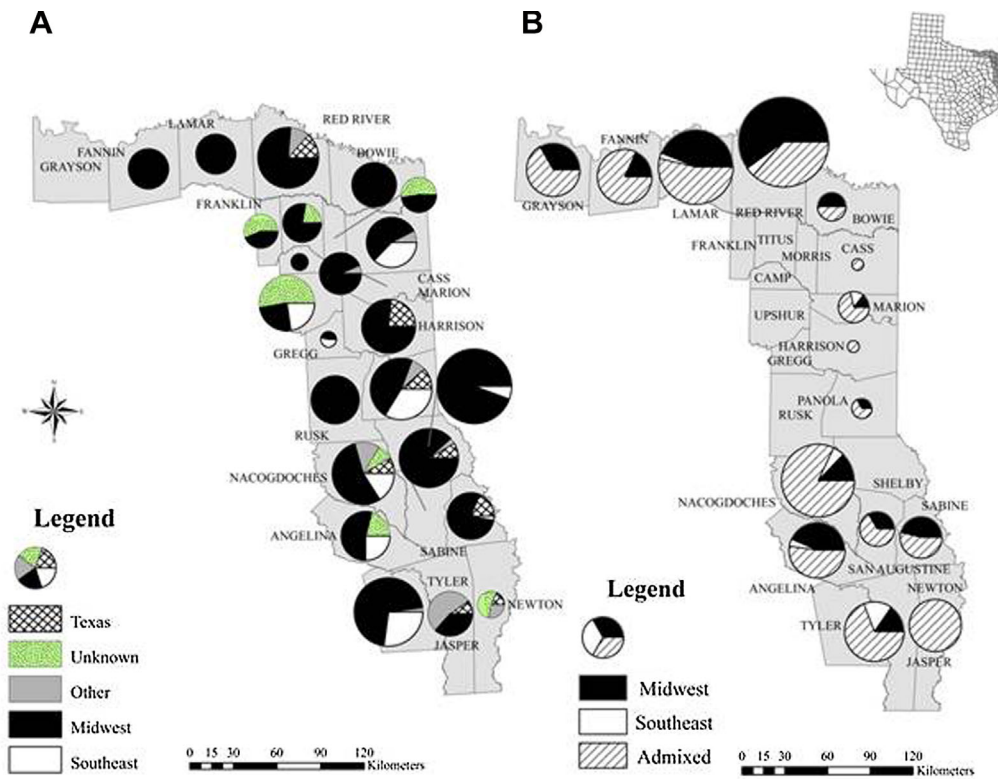 A
LAMAR
RED RIVER
FANNIN
GRAYSON
BOWIE
FRANKLIN
CASS
MARION
HARRISON
GREGG
RUSK
NACOGDOCHES
ANGELINA
SABINE
TYLER
NEWTON
JASPER
N
W
E
S
Legend
Texas
Unknown
Other
Midwest
Southeast
0 15 30 60 90 120
Kilometers
B
FANNIN
GRAYSON
LAMAR
RED RIVER
BOWIE
FRANKLIN
TITUS
MORRIS
CASS
CAMP
UPSHUR
MARION
HARRISON
GREGG
PANOLA
RUSK
NACOGDOCHES
SHELBY
SABINE
SAN AUGUSTINE
ANGELINA
NEWTON
TYLER
JASPER
Legend
Midwest
Southeast
Admixed
0 15 30 60 90 120
Kilometers